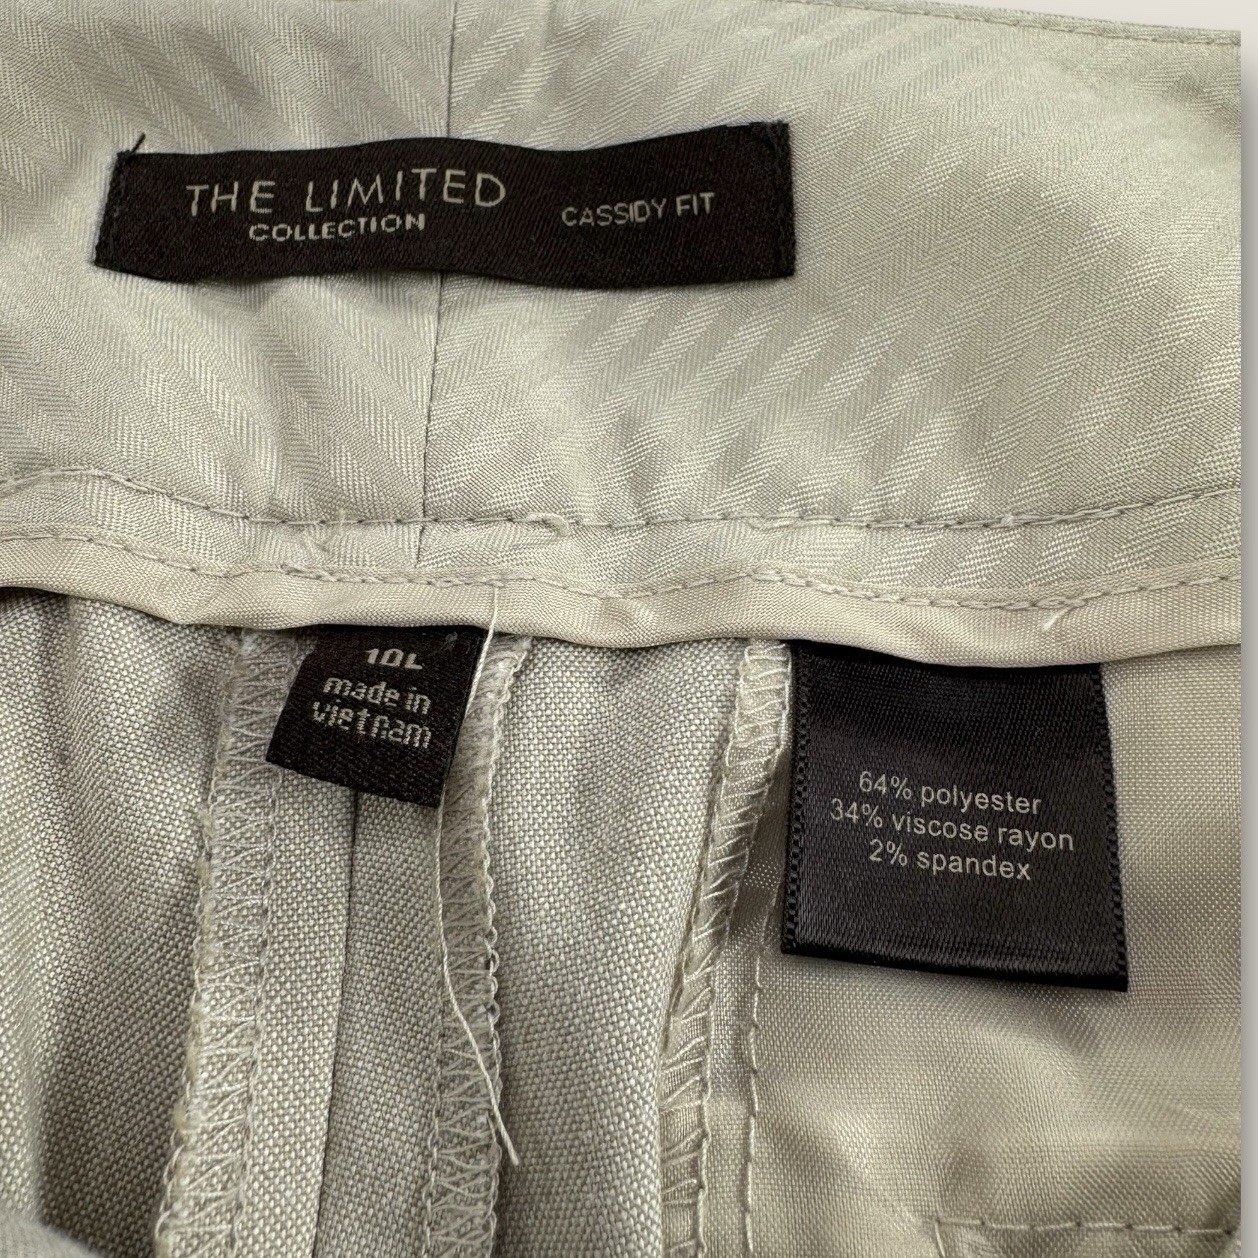 THE LIMITED
COLLECTION
CASSIDY FIT
10L
made in
vietnam
64% polyester
34% viscose rayon
2% spandex